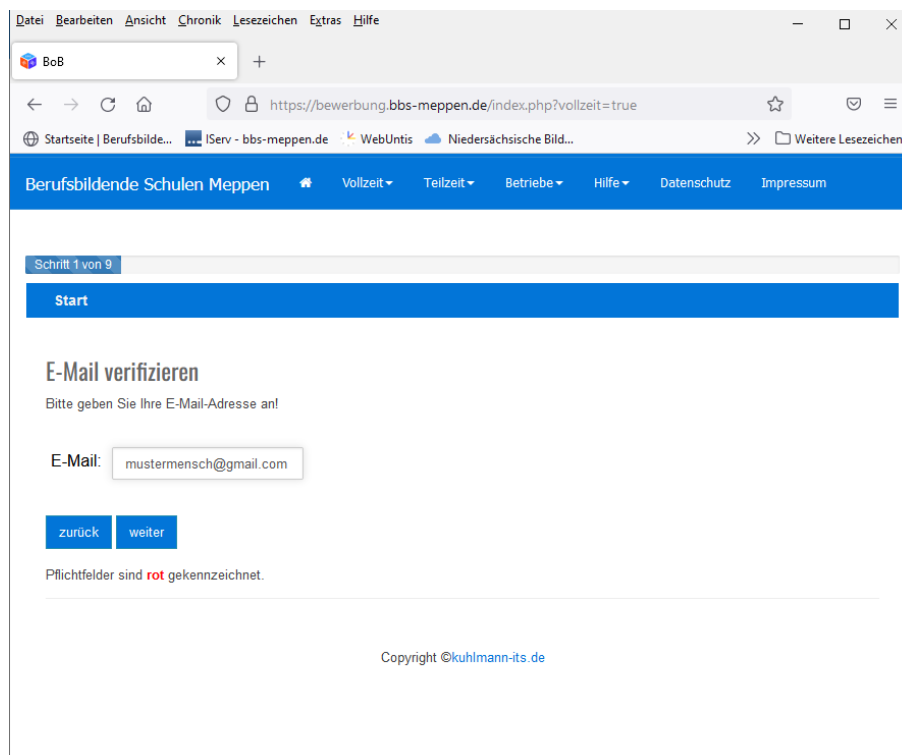 Datei Bearbeiten Ansicht Chronik Lesezeichen Extras Hilfe
BoB
https://bewerbung.bbs-meppen.de/index.php?vollzeit=true
Startseite | Berufsbilde... IServ - bbs-meppen.de WebUntis Niedersächsische Bild... Weitere Lesezeichen
Berufsbildende Schulen Meppen Vollzeit Teilzeit Betriebe Hilfe Datenschutz Impressum
Schritt 1 von 9
Start
E-Mail verifizieren
Bitte geben Sie Ihre E-Mail-Adresse an!
E-Mail: mustermensch@gmail.com
zurück weiter
Pflichtfelder sind rot gekennzeichnet.
Copyright ©kuhlmann-its.de